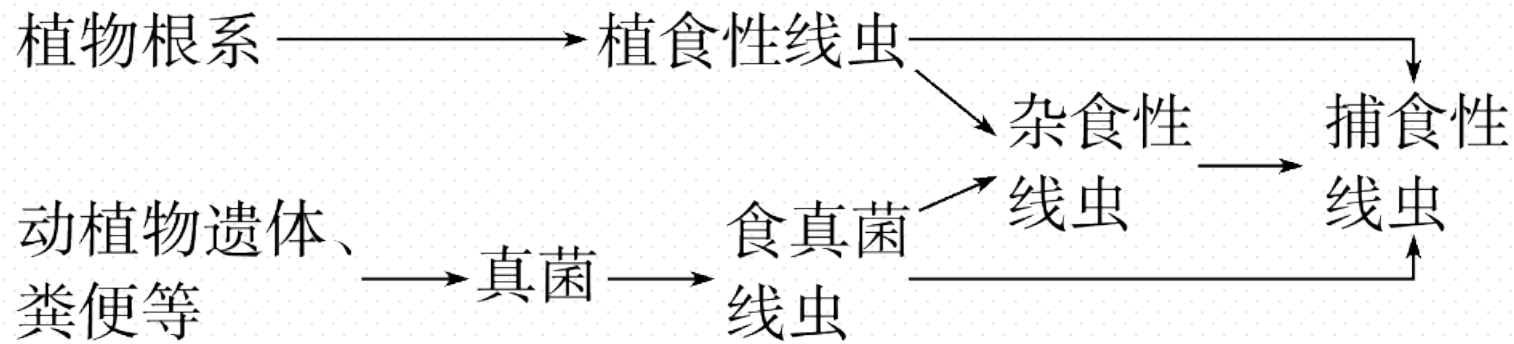 植物根系
植食性线虫
杂食性
线虫
捕食性
线虫
动植物遗体、
粪便等
真菌
食真菌
线虫